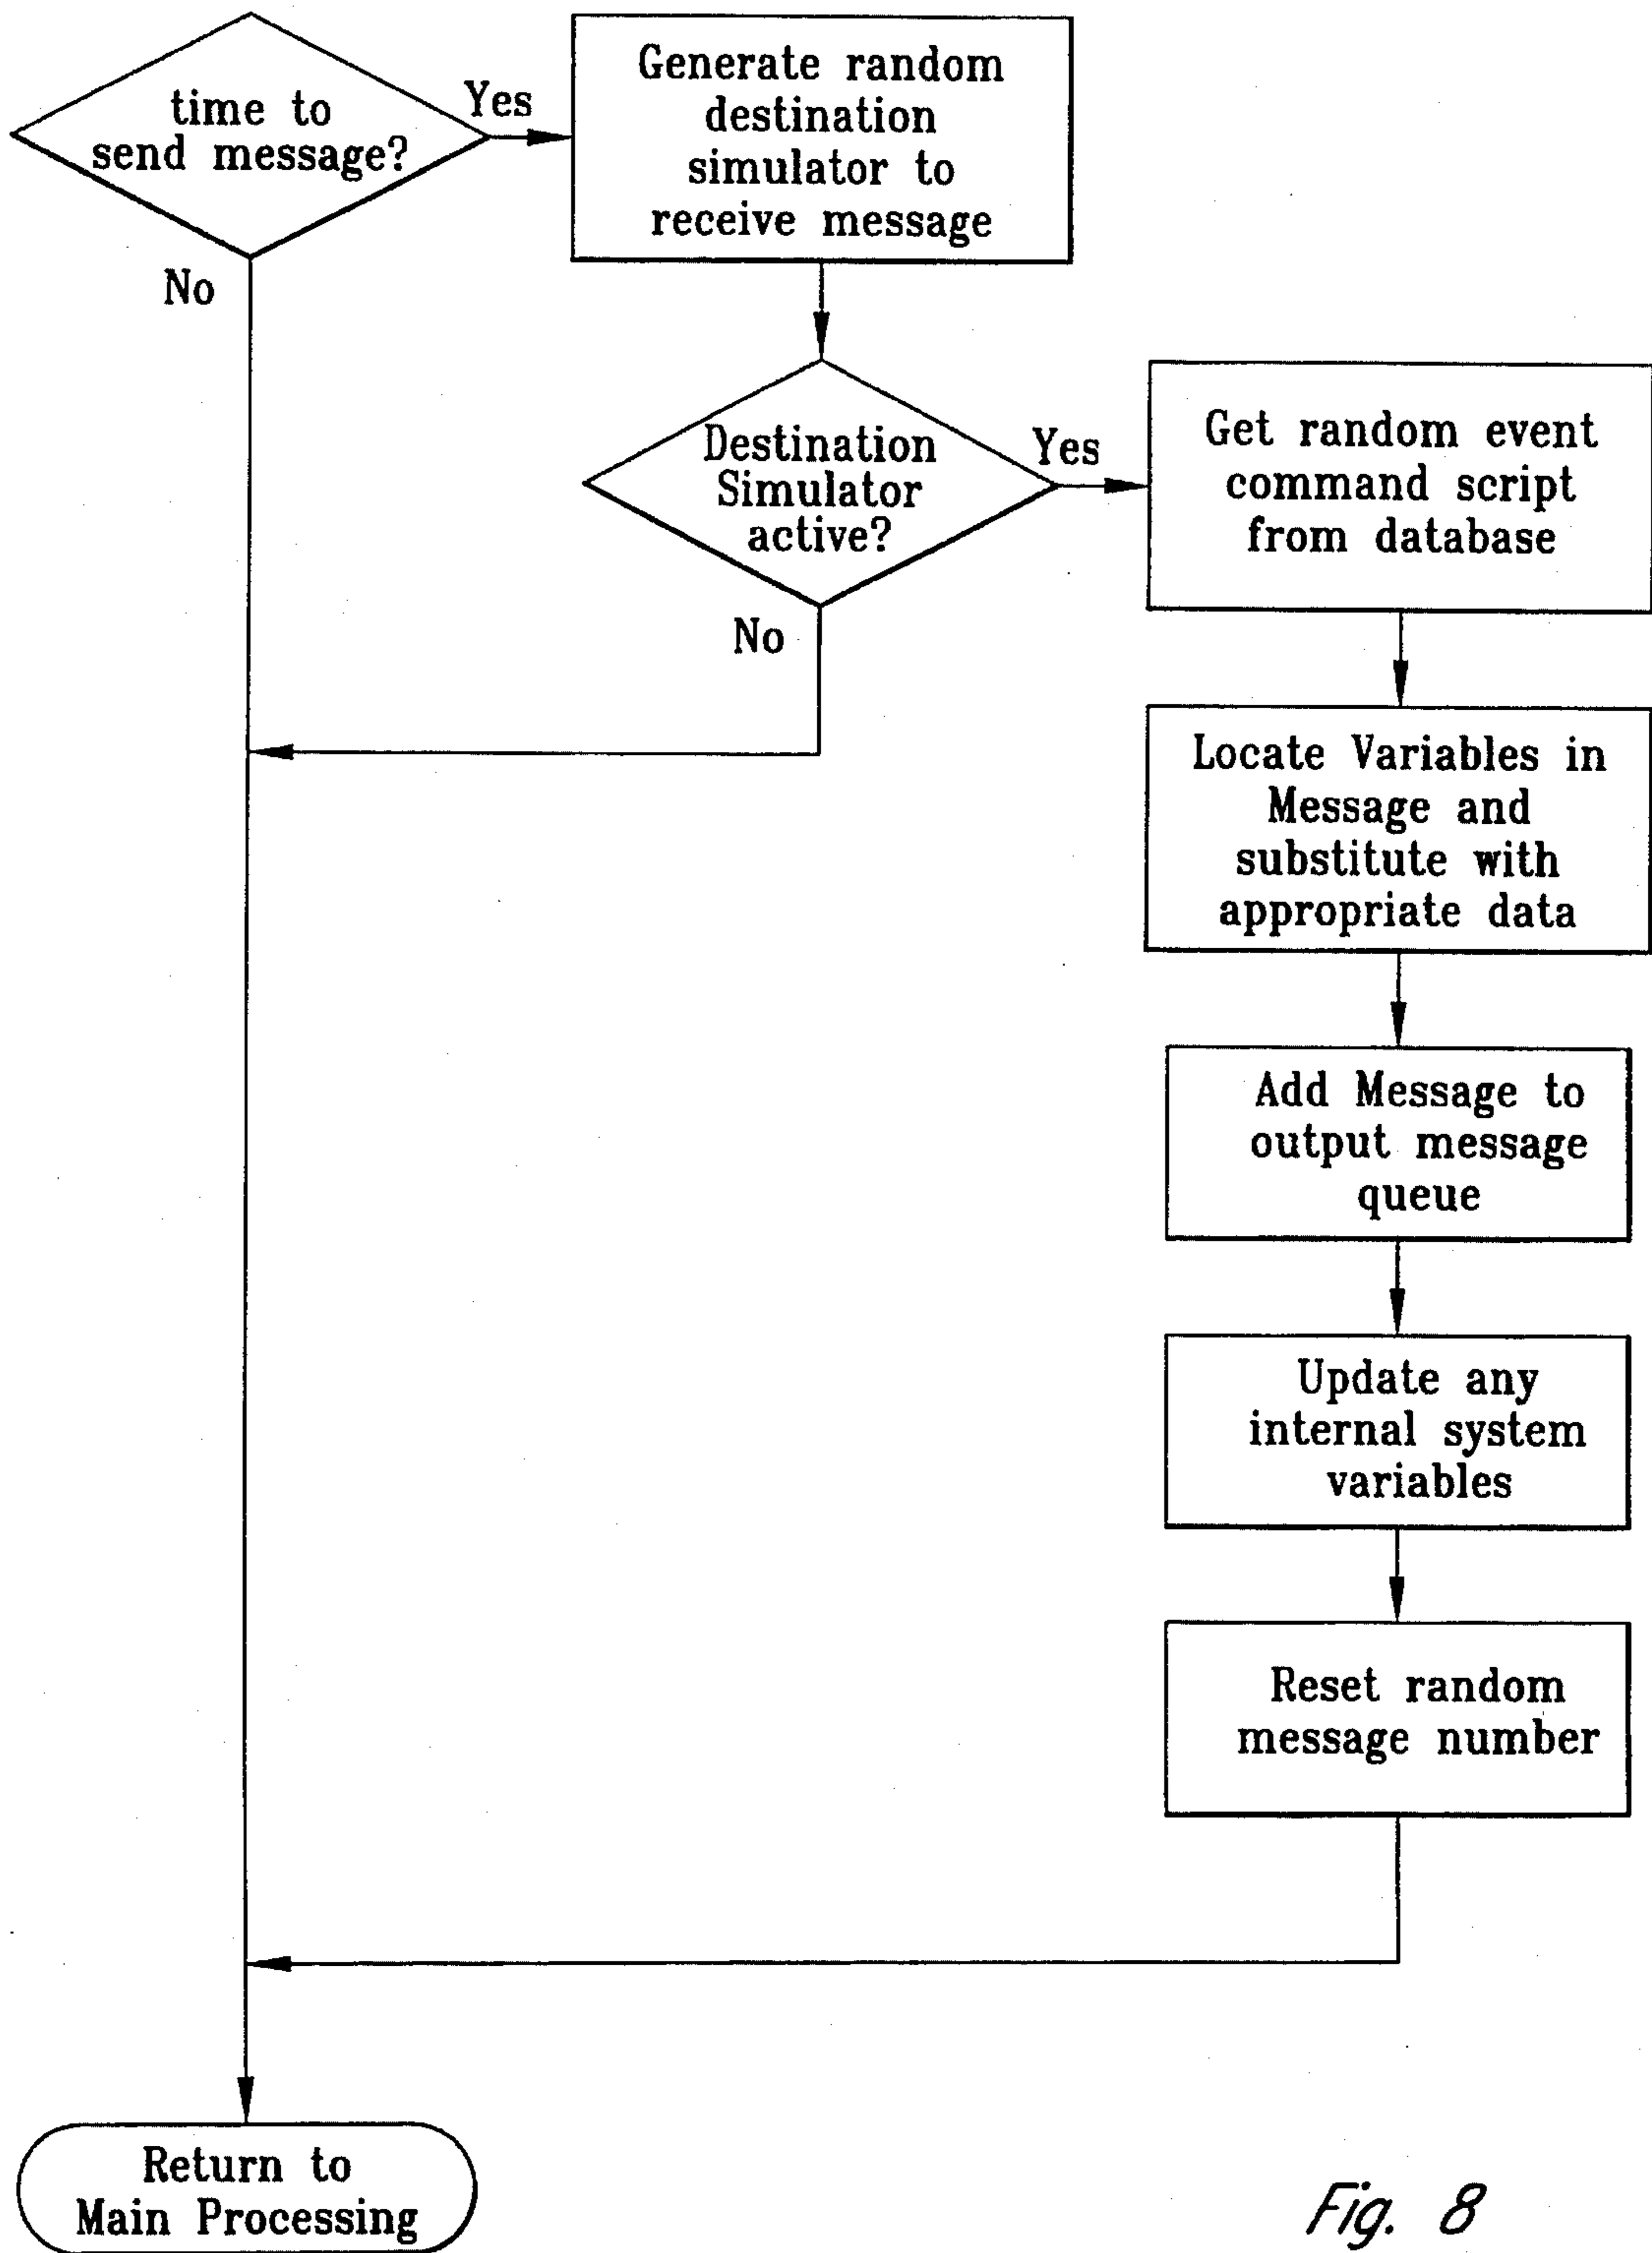 time to
send message?
Yes
No
Generate random
destination
simulator to
receive message
Destination
Simulator
active?
Yes
No
Get random event
command script
from database
Locate Variables in
Message and
substitute with
appropriate data
Add Message to
output message
queue
Update any
internal system
variables
Reset random
message number
Return to
Main Processing
Fig. 8